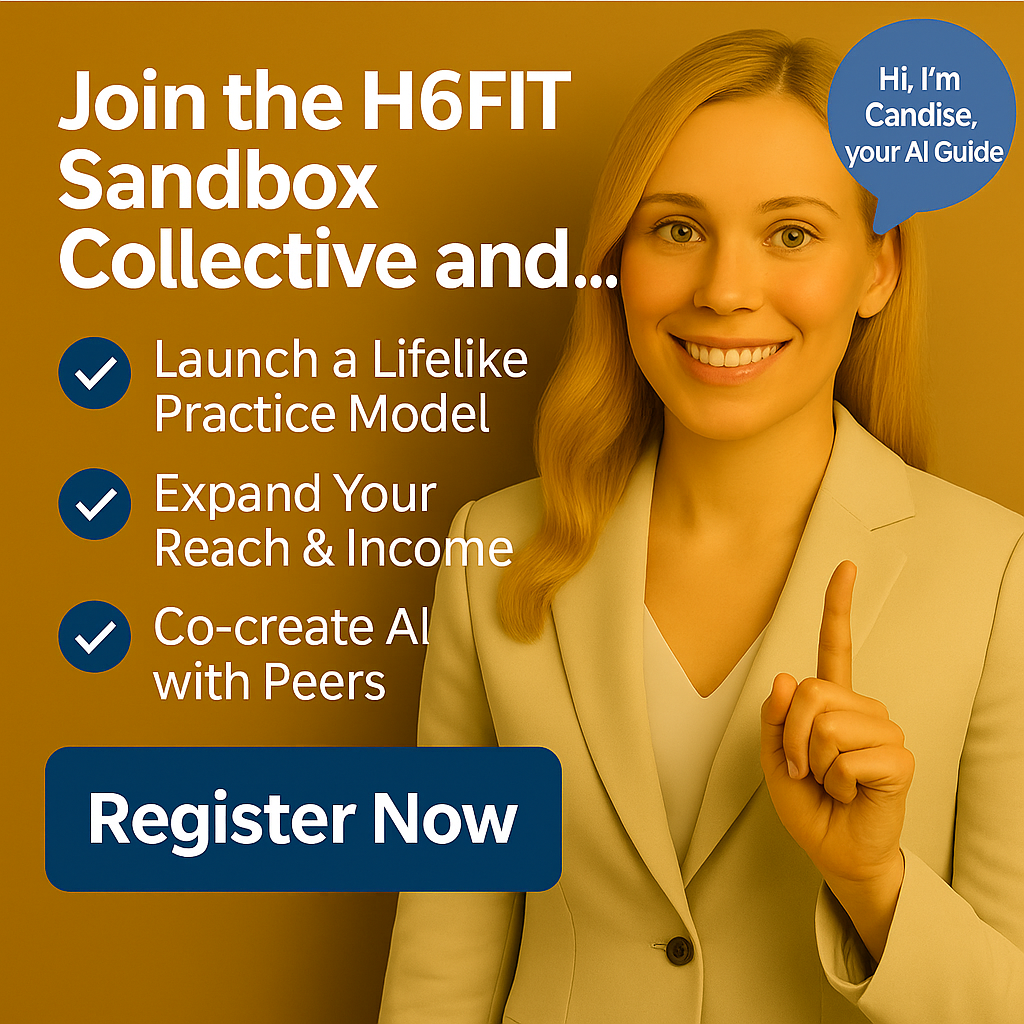 Join the H6FIT
Sandbox
Collective and...
Launch a Lifelike
Practice Model
Expand Your
Reach & Income
Co-create AI
with Peers
Register Now
Hi, I'm
Candise,
your AI Guide